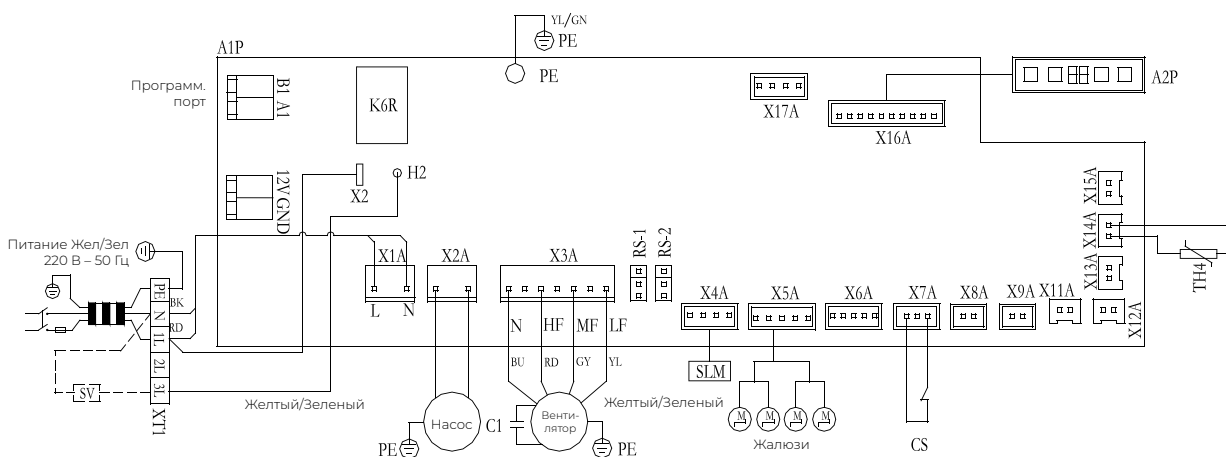 YL/GN
PE
A1P
PE
Программ.
порт
B1 A1
K6R
X17A
X16A
A2P
12V GND
X2
H2
X15A
X14A
X13A
TH4
Питание Жел/Зел
220 В – 50 Гц
X1A
L
N
X2A
X3A
RS-1
RS-2
X4A
X5A
X6A
X7A
X8A
X9A
X11A
X12A
PE
N
1L
2L
3L
XT1
BK
RD
SV
N
HF
MF
LF
BU
RD
GY
YL
SLM
M
M
M
M
Жалюзи
CS
Желтый/Зеленый
Желтый/Зеленый
PE
Насос
C1
Венти-
лятор
PE